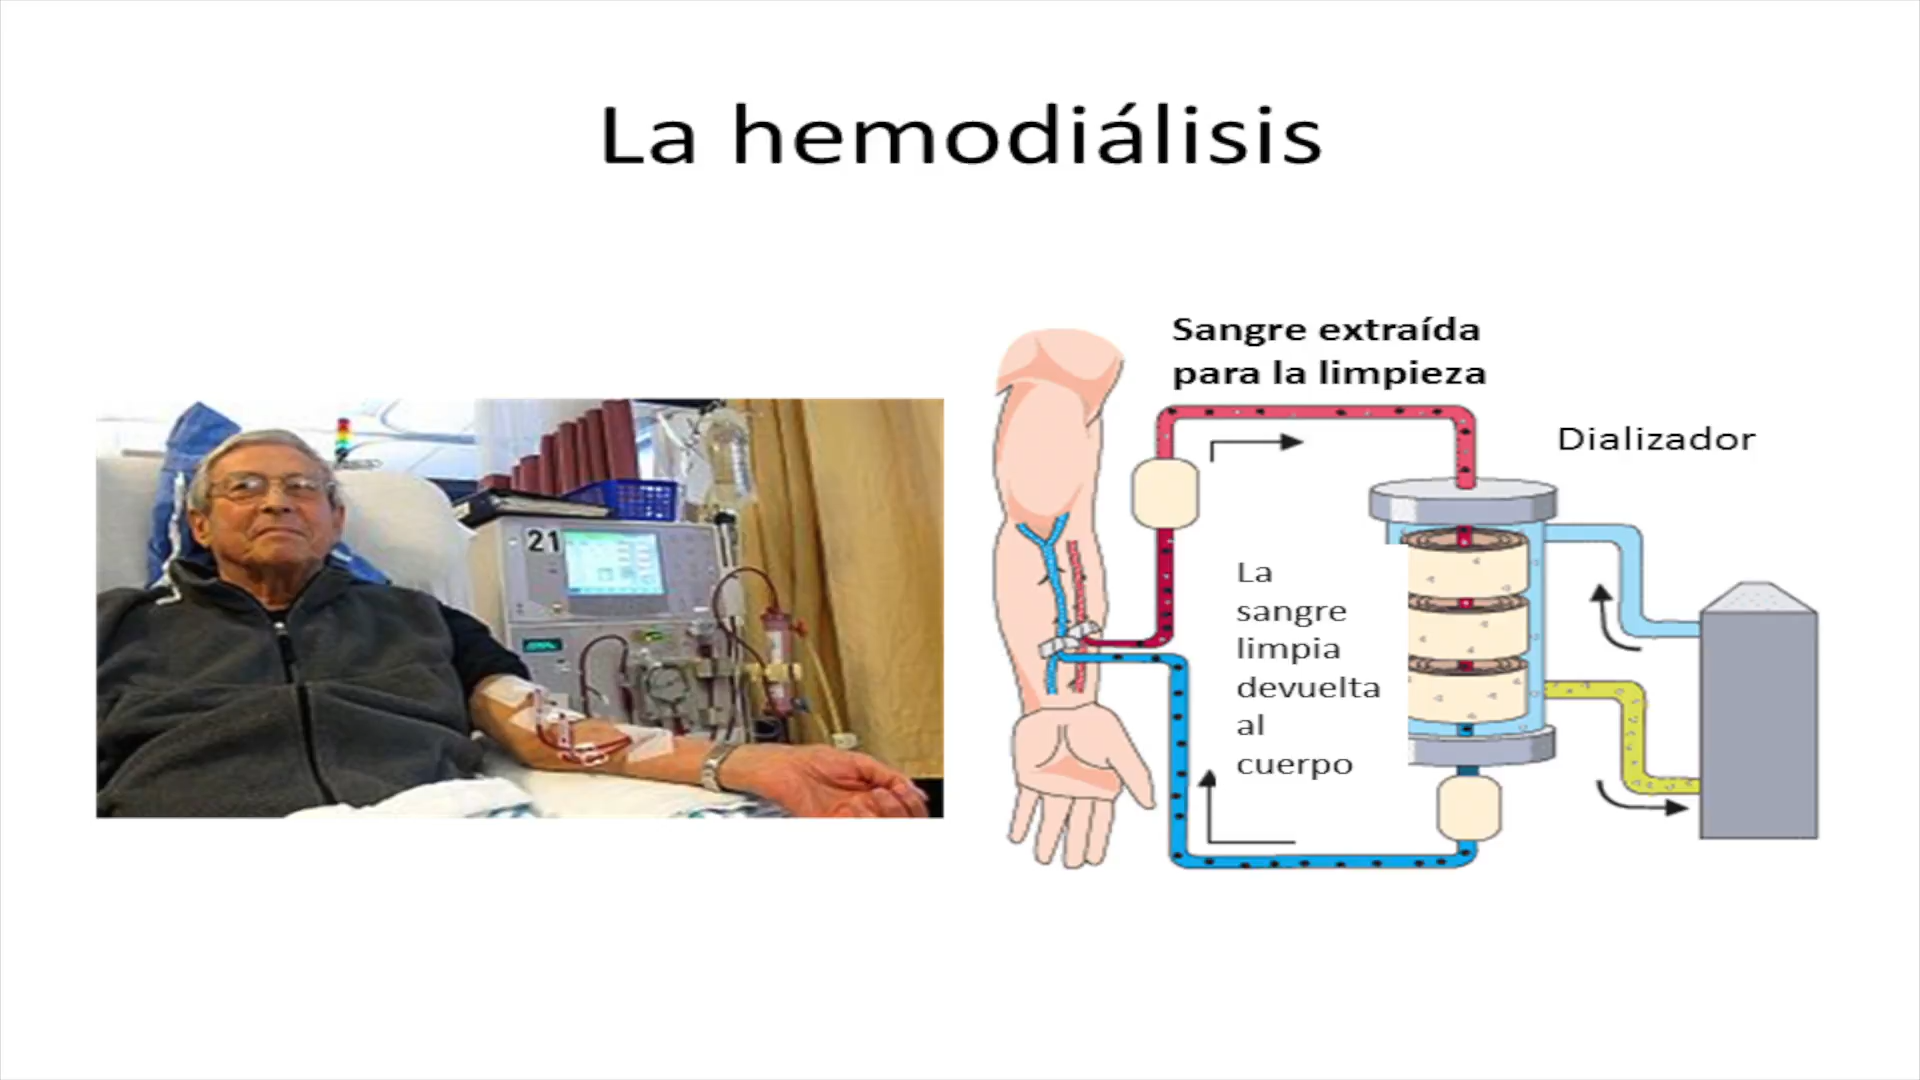 La hemodiálisis
21
Sangre extraída
para la limpieza
Dializador
La
sangre
limpia
devuelta
al
cuerpo